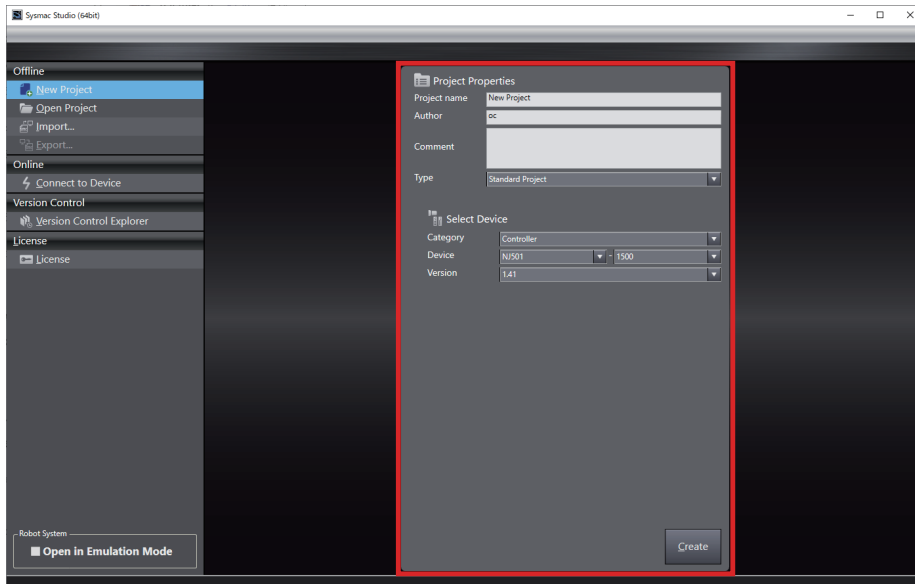 Sysmac Studio (64bit)
Offline
New Project
Open Project
Import...
Export...
Online
Connect to Device
Version Control
Version Control Explorer
License
License
Robot System
Open in Emulation Mode
Project Properties
Project name New Project
Author oc
Comment
Type Standard Project
Select Device
Category Controller
Device NJ501 - 1500
Version 1.41
Create